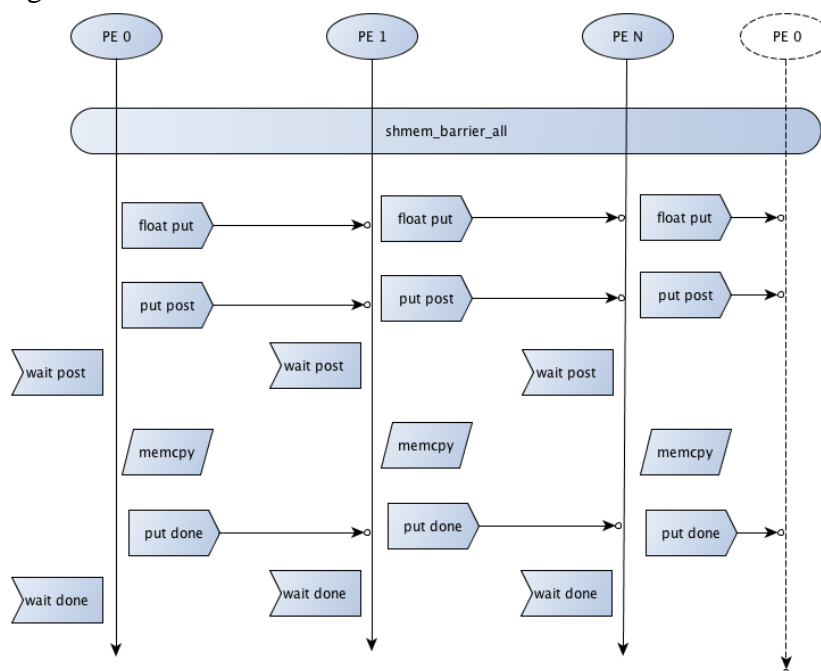 PE 0 PE 1 PE N PE 0
shmem_barrier_all
float put float put float put
put post put post put post
wait post wait post wait post
memcpy memcpy memcpy
put done put done put done
wait done wait done wait done